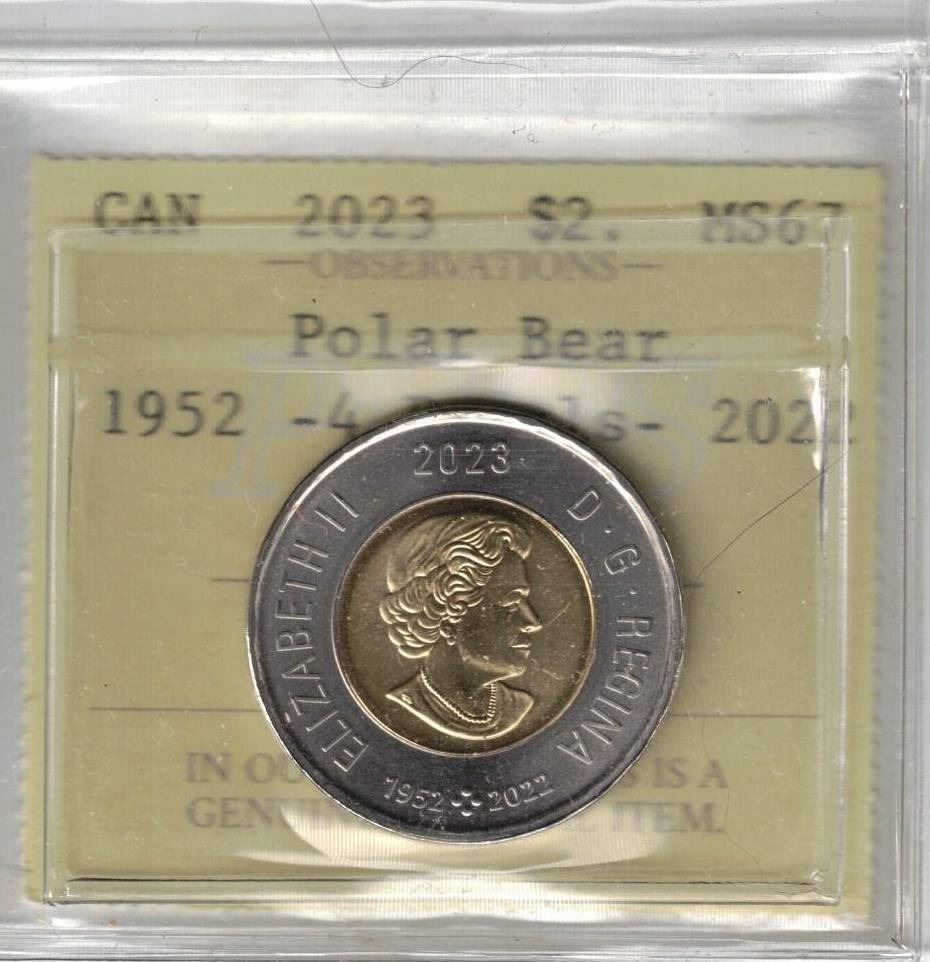 CAN 2023 $2. MS67
—OBSERVATIONS—
Polar Bear
1952 -4 s- 2022
2023
ELIZABETH II D·G·REGINA
1952 2022
IN OU S IS A
GENU ITEM.